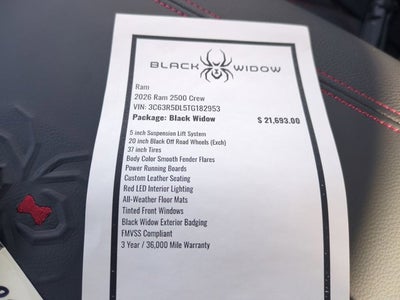 BLACK WIDOW
Ram
2026 Ram 2500 Crew
VIN: 3C63R5DL5TG182953
Package: Black Widow $ 21,693.00
5 inch Suspension Lift System
20 inch Black Off Road Wheels (Exch)
37 inch Tires
Body Color Smooth Fender Flares
Power Running Boards
Custom Leather Seating
Red LED Interior Lighting
All-Weather Floor Mats
Tinted Front Windows
Black Widow Exterior Badging
FMVSS Compliant
3 Year / 36,000 Mile Warranty